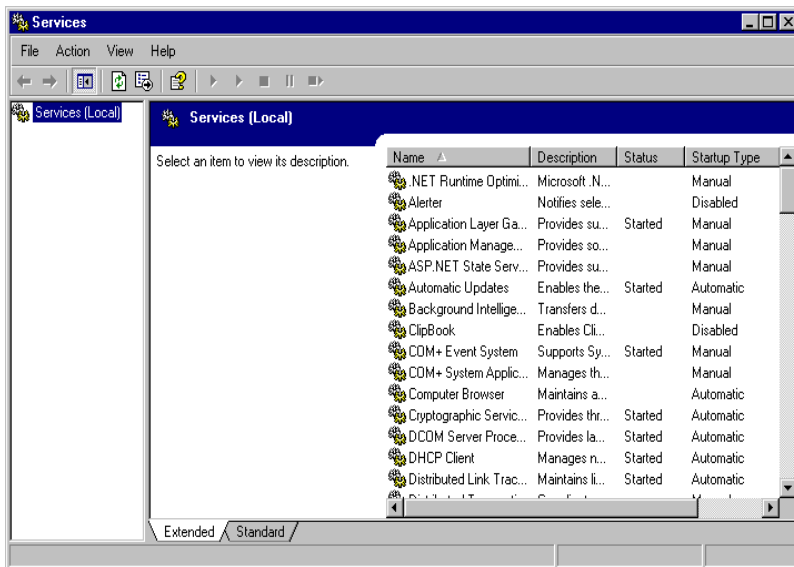 Services
File Action View Help
Services (Local)
Services (Local)
Select an item to view its description.
Name Description Status Startup Type
.NET Runtime Optimi... Microsoft .N... Manual
Alerter Notifies sele... Disabled
Application Layer Ga... Provides su... Started Manual
Application Manage... Provides so... Manual
ASP.NET State Serv... Provides su... Manual
Automatic Updates Enables the... Started Automatic
Background Intellige... Transfers d... Manual
ClipBook Enables Cli... Disabled
COM+ Event System Supports Sy... Started Manual
COM+ System Applic... Manages th... Manual
Computer Browser Maintains a... Automatic
Cryptographic Servic... Provides thr... Started Automatic
DCOM Server Proce... Provides la... Started Automatic
DHCP Client Manages n... Started Automatic
Distributed Link Trac... Maintains li... Started Automatic
Extended Standard